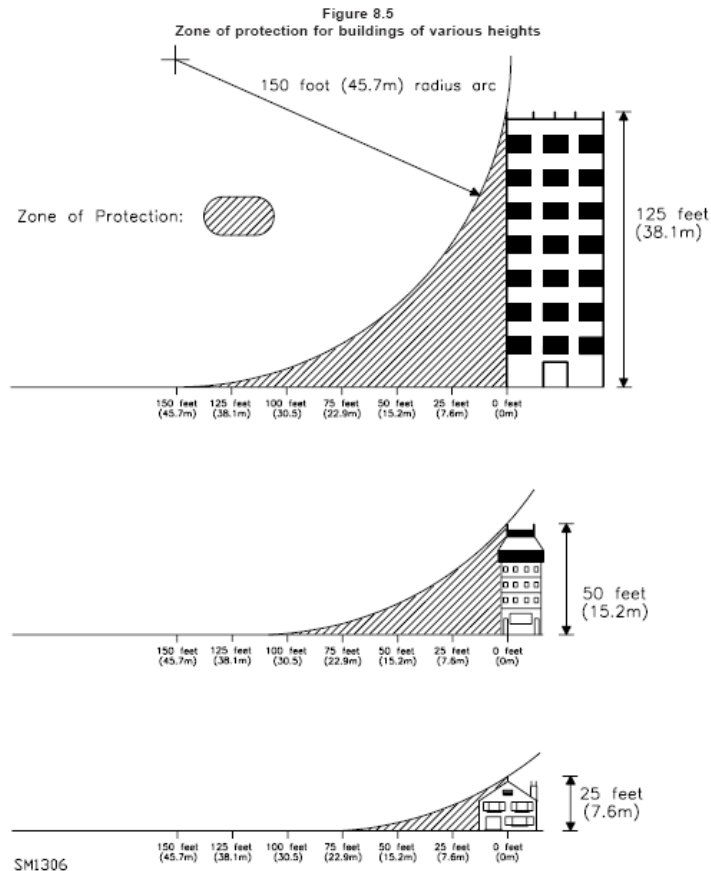 Figure 8.5
Zone of protection for buildings of various heights
150 foot (45.7m) radius arc
Zone of Protection:
125 feet
(38.1m)
150 feet 125 feet 100 feet 75 feet 50 feet 25 feet 0 feet
(45.7m) (38.1m) (30.5) (22.9m) (15.2m) (7.6m) (0m)
50 feet
(15.2m)
150 feet 125 feet 100 feet 75 feet 50 feet 25 feet 0 feet
(45.7m) (38.1m) (30.5) (22.9m) (15.2m) (7.6m) (0m)
25 feet
(7.6m)
150 feet 125 feet 100 feet 75 feet 50 feet 25 feet 0 feet
(45.7m) (38.1m) (30.5) (22.9m) (15.2m) (7.6m) (0m)
SM1306